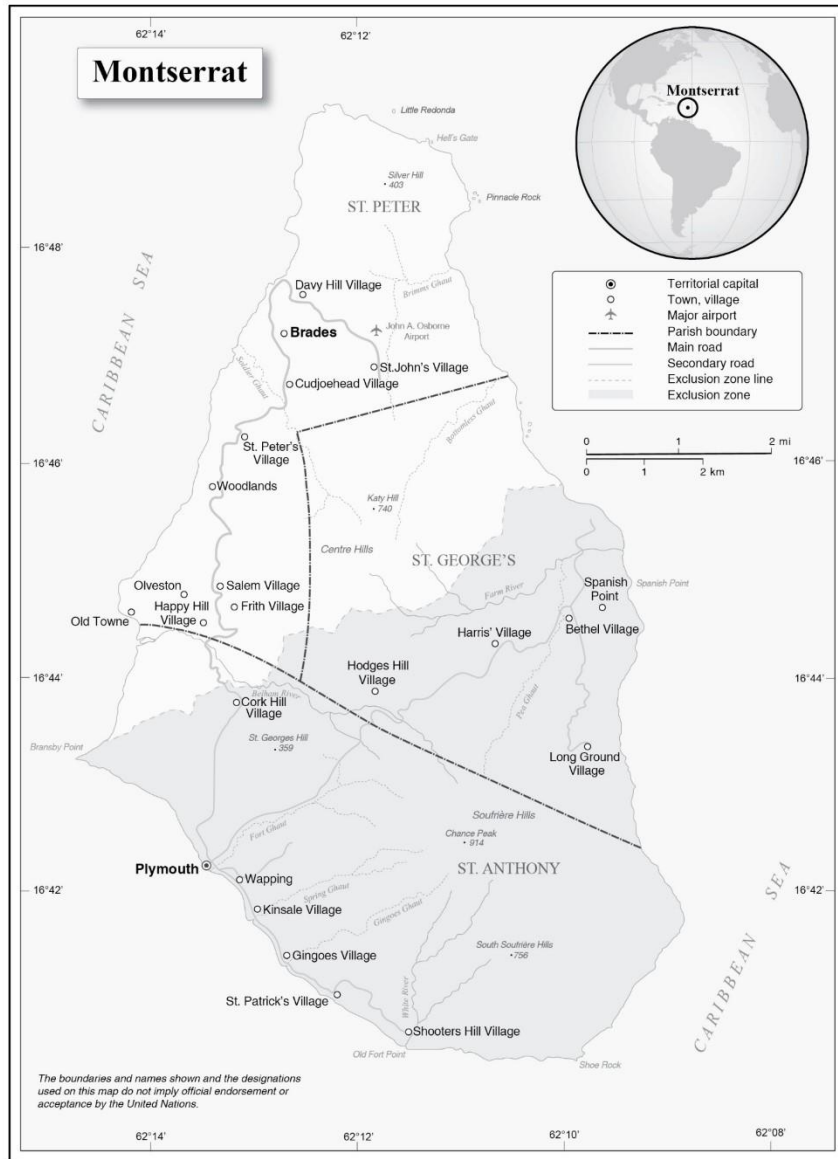 62°14'
62°12'
Montserrat
Montserrat
Little Redonda
Hell's Gate
Silver Hill
403
Pinnacle Rock
ST. PETER
16°48'
CARIBBEAN SEA
Davy Hill Village
Brimms Ghaut
Brades
John A. Osborne
Airport
St.John's Village
Soldier Ghaut
Cudjoehead Village
Territorial capital
Town, village
Major airport
Parish boundary
Main road
Secondary road
Exclusion zone line
Exclusion zone
0 1 2 mi
0 1 2 km
16°46'
16°46'
St. Peter's
Village
Bottomless Ghaut
Woodlands
Katy Hill
740
Centre Hills
ST. GEORGE'S
Olveston
Salem Village
Happy Hill
Village
Frith Village
Old Towne
Farm River
Spanish
Point
Spanish Point
Harris' Village
Bethel Village
16°44'
16°44'
Hodges Hill
Village
Belham River
Cork Hill
Village
Pea Ghaut
St. Georges Hill
359
Bransby Point
Long Ground
Village
Soufrière Hills
Chance Peak
914
Fort Ghaut
ST. ANTHONY
Plymouth
Wapping
16°42'
16°42'
Spring Ghaut
Kinsale Village
Gingoes Ghaut
Gingoes Village
South Soufrière Hills
756
White River
St. Patrick's Village
Shooters Hill Village
Old Fort Point
Shoe Rock
CARIBBEAN SEA
The boundaries and names shown and the designations
used on this map do not imply official endorsement or
acceptance by the United Nations.
62°14'
62°12'
62°10'
62°08'